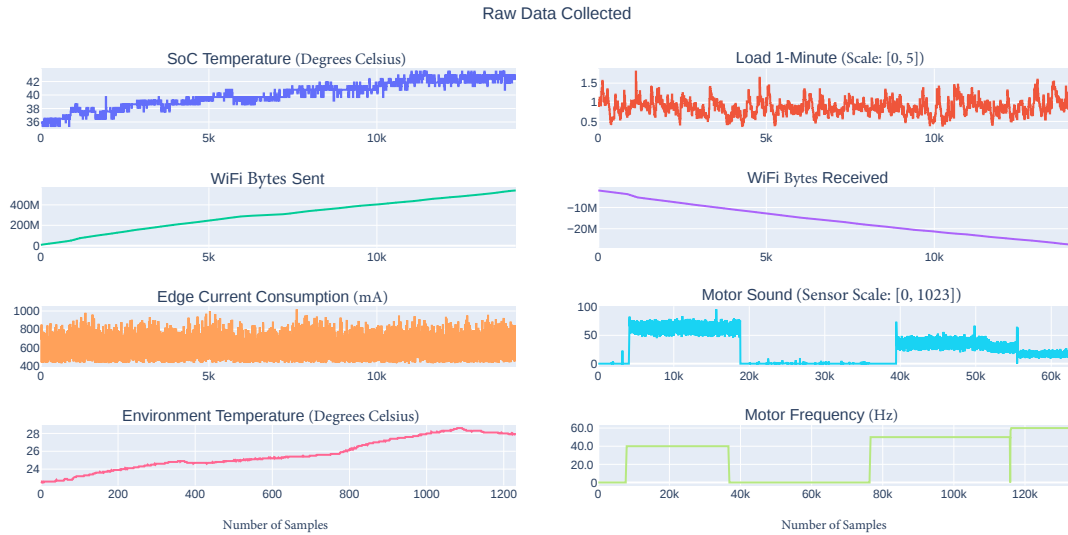 Raw Data Collected
SoC Temperature (Degrees Celsius)
42
40
38
36
0
5k
10k
Load 1-Minute (Scale: [0, 5])
1.5
1
0.5
0
5k
10k
WiFi Bytes Sent
400M
200M
0
0
5k
10k
WiFi Bytes Received
−10M
−20M
0
5k
10k
Edge Current Consumption (mA)
1000
800
600
400
0
5k
10k
Motor Sound (Sensor Scale: [0, 1023])
100
50
0
0
10k
20k
30k
40k
50k
60k
Environment Temperature (Degrees Celsius)
28
26
24
0
200
400
600
800
1000
1200
Number of Samples
Motor Frequency (Hz)
60.0
40.0
20.0
0.0
0
20k
40k
60k
80k
100k
120k
Number of Samples